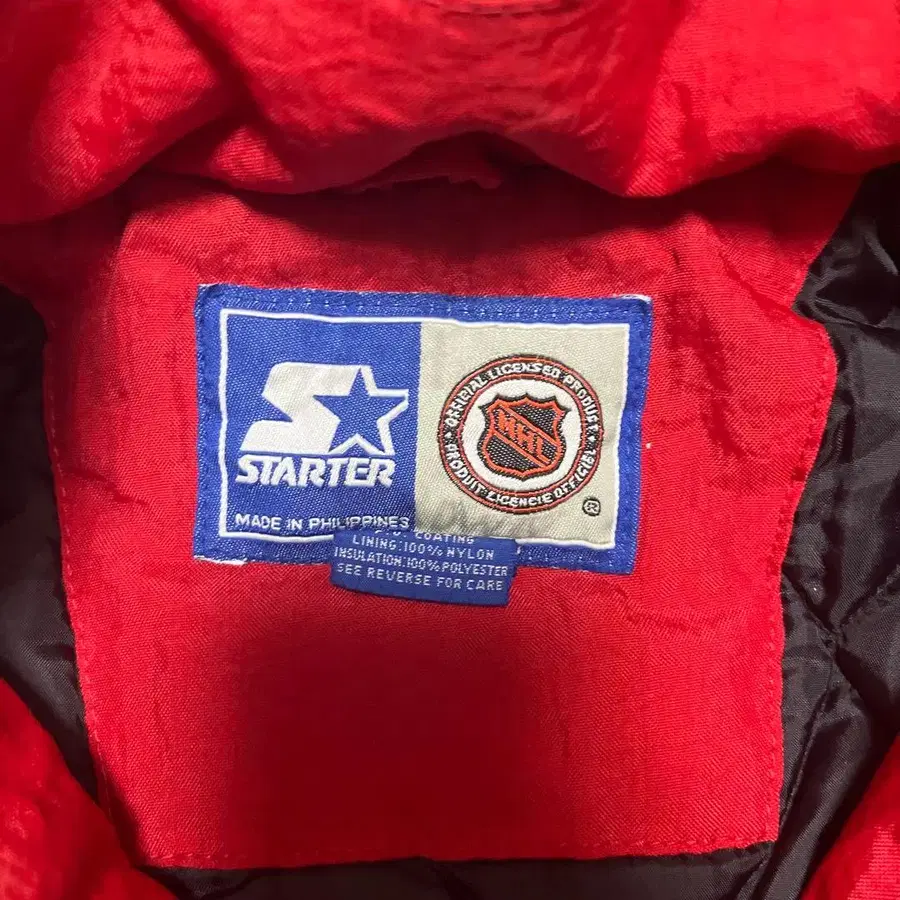 STARTER
MADE IN PHILIPPINES
OFFICIAL LICENSED PRODUCT
NHL
PRODUIT LICENCIE OFFICIEL
®
COATING
LINING:100% NYLON
INSULATION:100% POLYESTER
SEE REVERSE FOR CARE